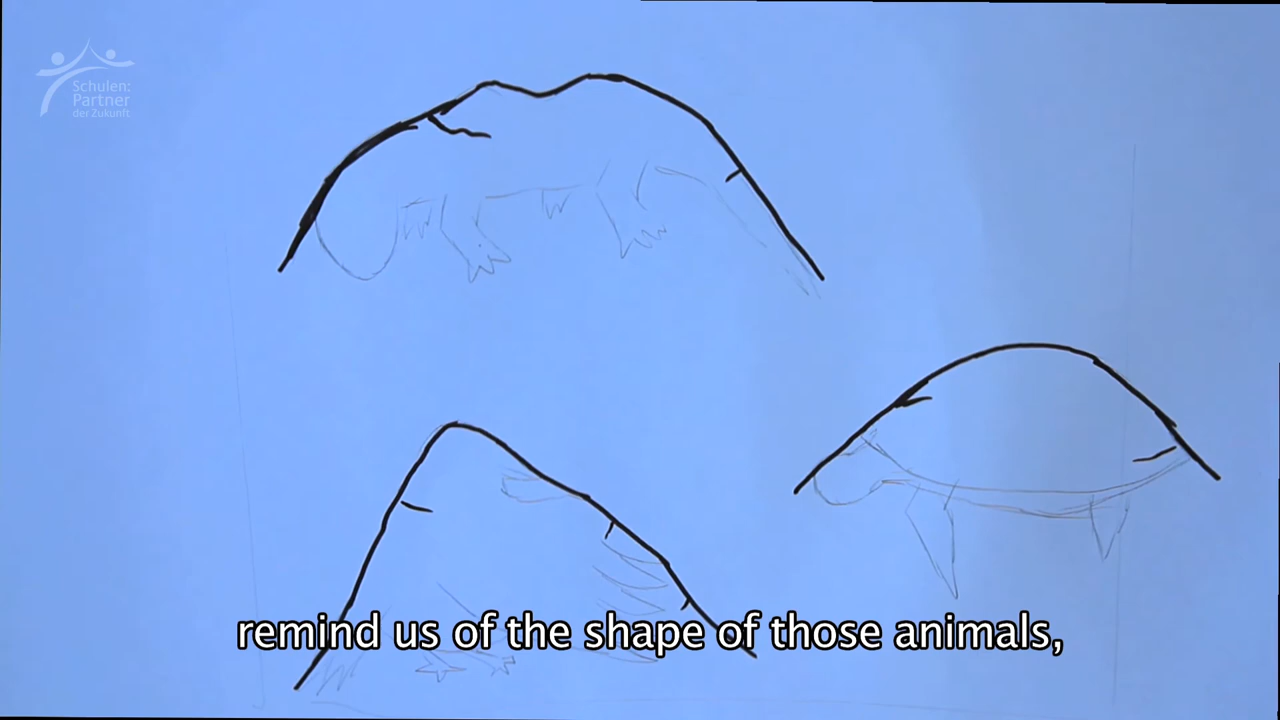 Schulen:
Partner
der Zukunft
remind us of the shape of those animals,